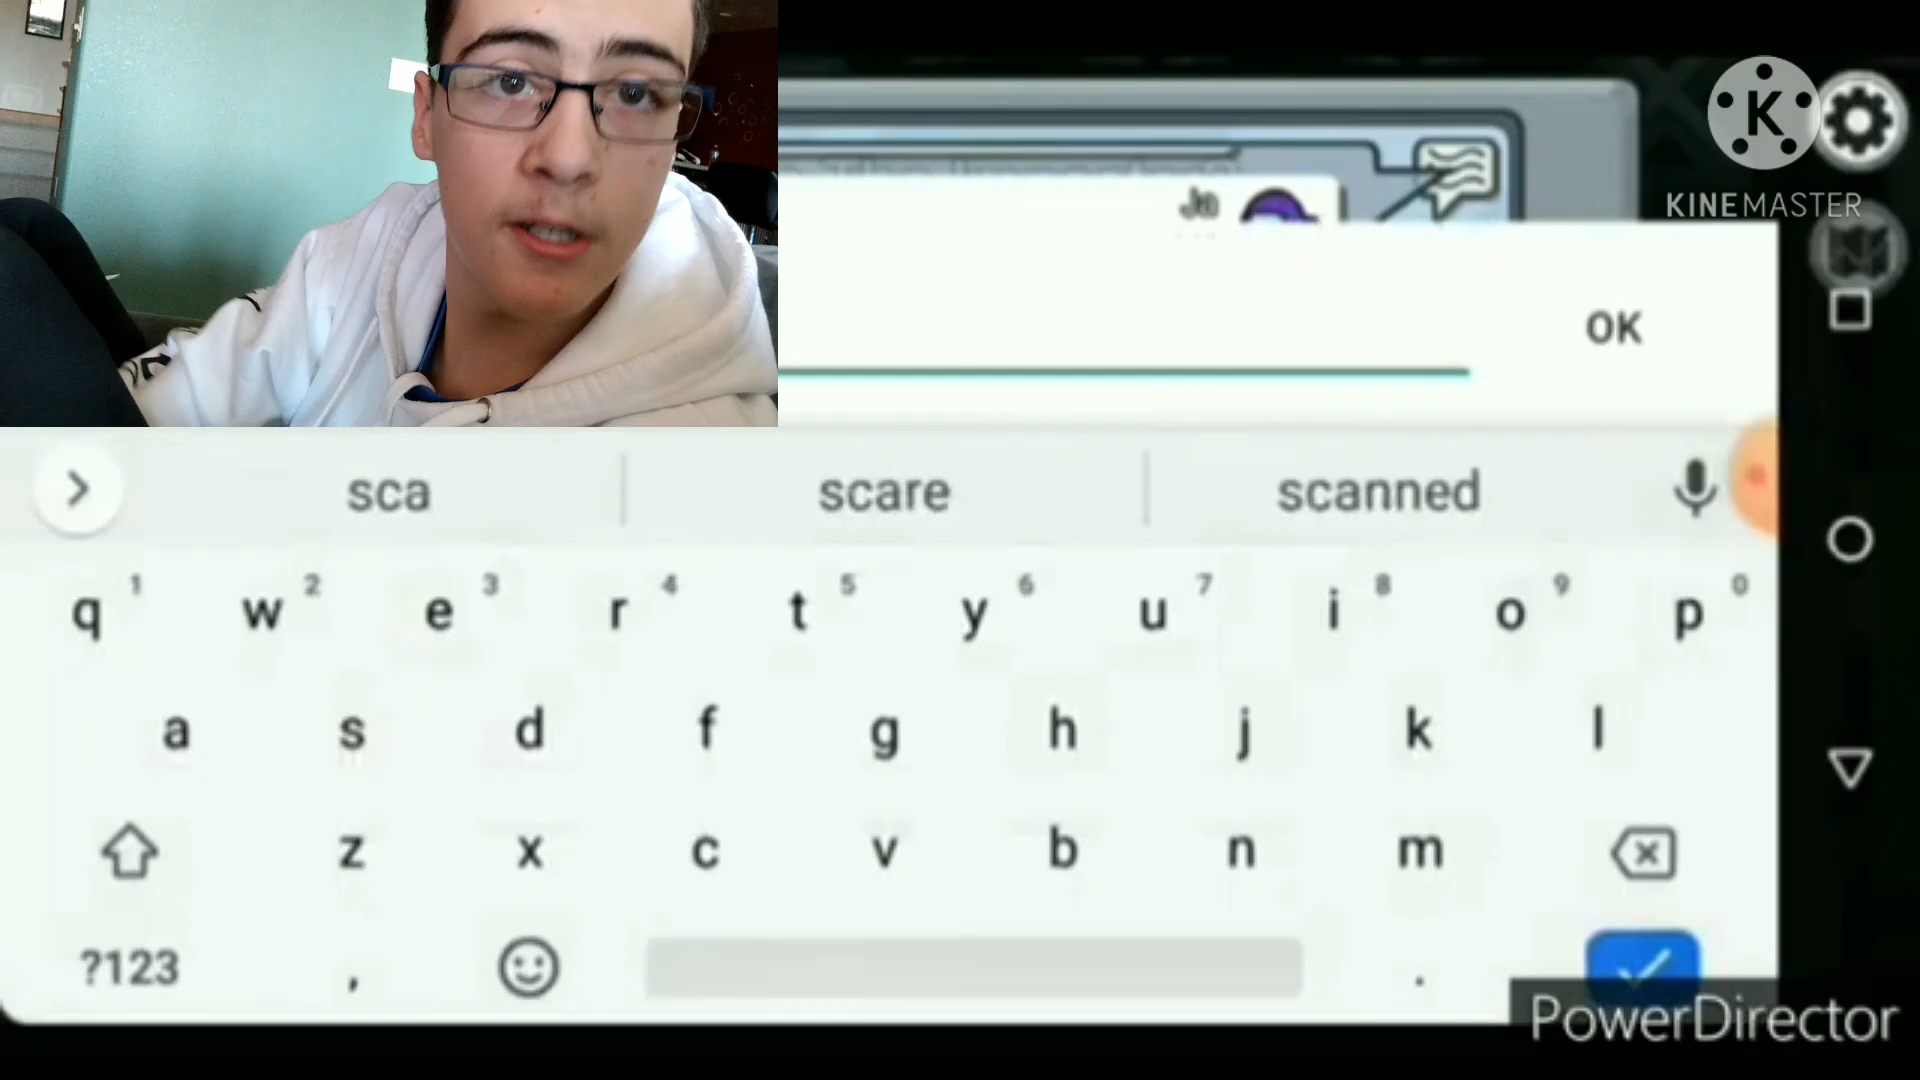 KINEMASTER
K
OK
sca scare scanned
q 1 w 2 e 3 r 4 t 5 y 6 u 7 i 8 o 9 p 0
a s d f g h j k l
z x c v b n m
?123 , .
PowerDirector